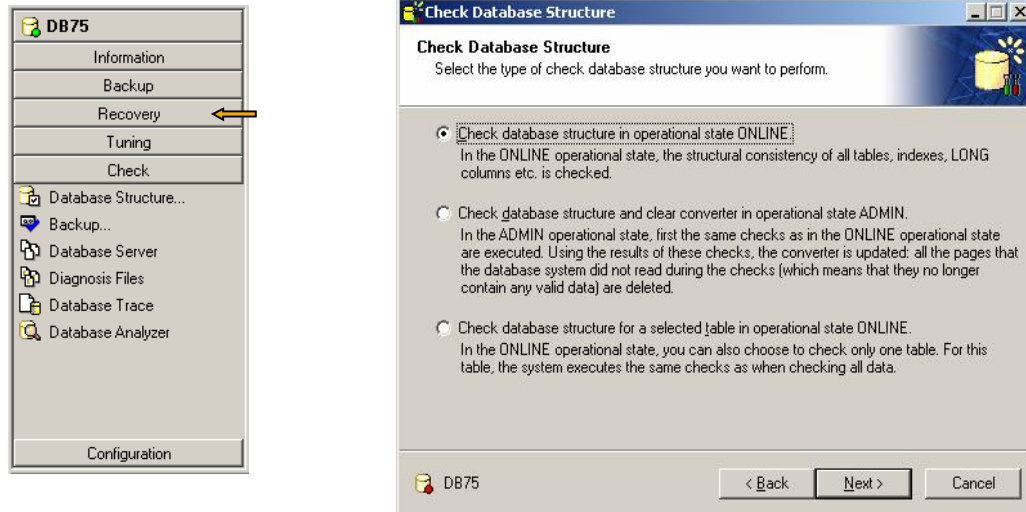 DB75
Information
Backup
Recovery
Tuning
Check
Database Structure...
Backup...
Database Server
Diagnosis Files
Database Trace
Database Analyzer
Configuration
Check Database Structure
Check Database Structure
Select the type of check database structure you want to perform.
Check database structure in operational state ONLINE.
In the ONLINE operational state, the structural consistency of all tables, indexes, LONG
columns etc. is checked.
Check database structure and clear converter in operational state ADMIN.
In the ADMIN operational state, first the same checks as in the ONLINE operational state
are executed. Using the results of these checks, the converter is updated: all the pages that
the database system did not read during the checks (which means that they no longer
contain any valid data) are deleted.
Check database structure for a selected table in operational state ONLINE.
In the ONLINE operational state, you can also choose to check only one table. For this
table, the system executes the same checks as when checking all data.
DB75
< Back
Next >
Cancel